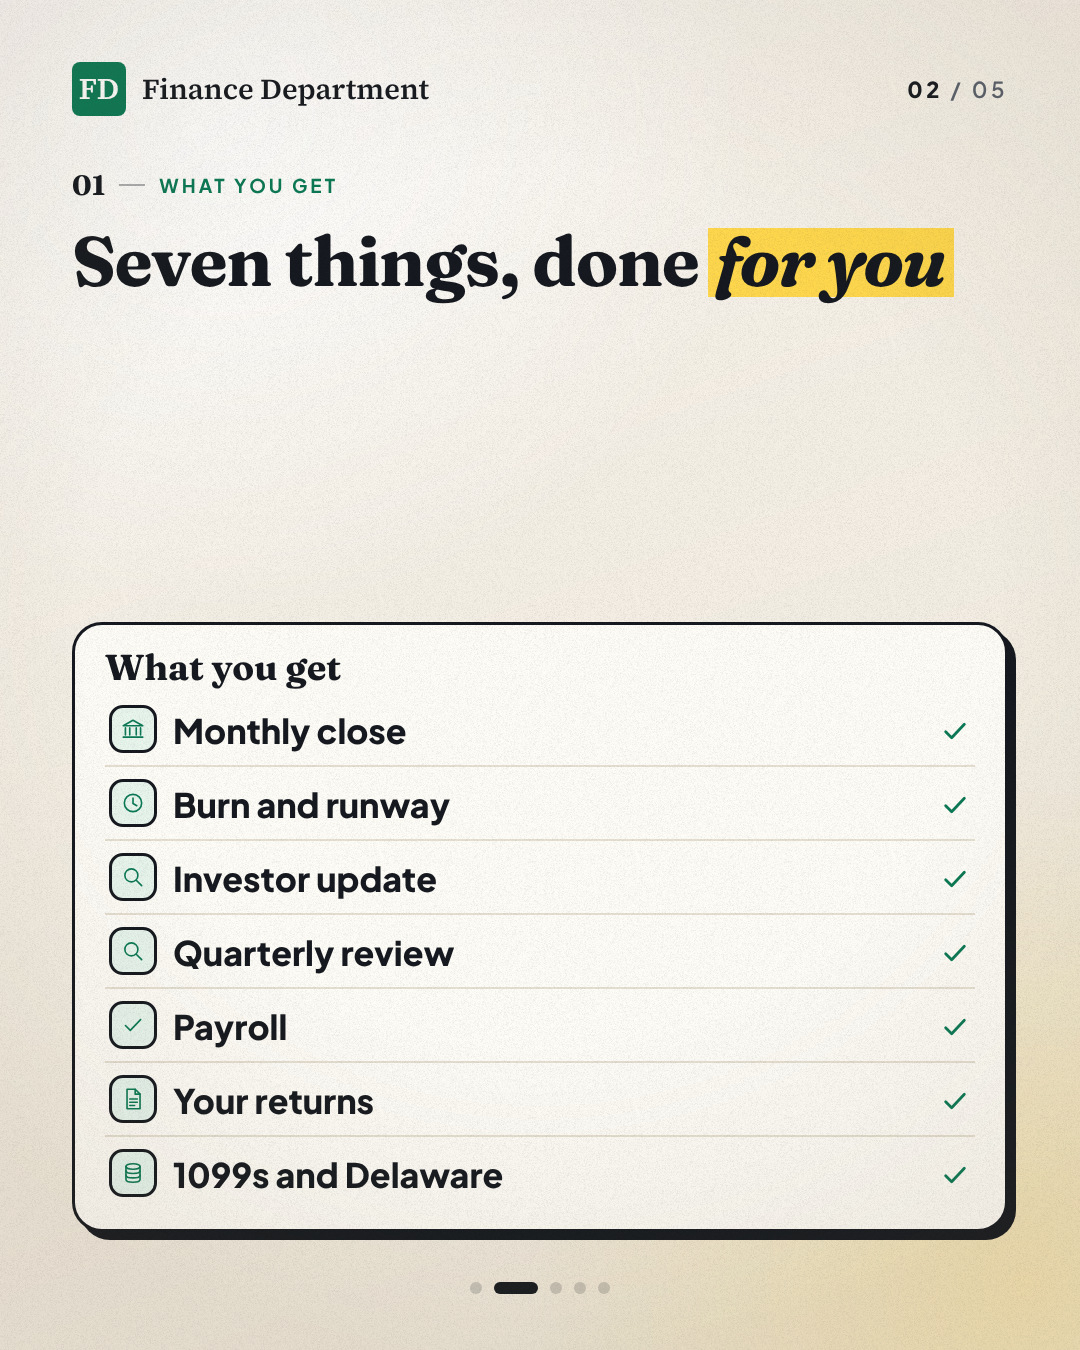 FD Finance Department
02 / 05
01 — WHAT YOU GET
Seven things, done for you
What you get
Monthly close
Burn and runway
Investor update
Quarterly review
Payroll
Your returns
1099s and Delaware